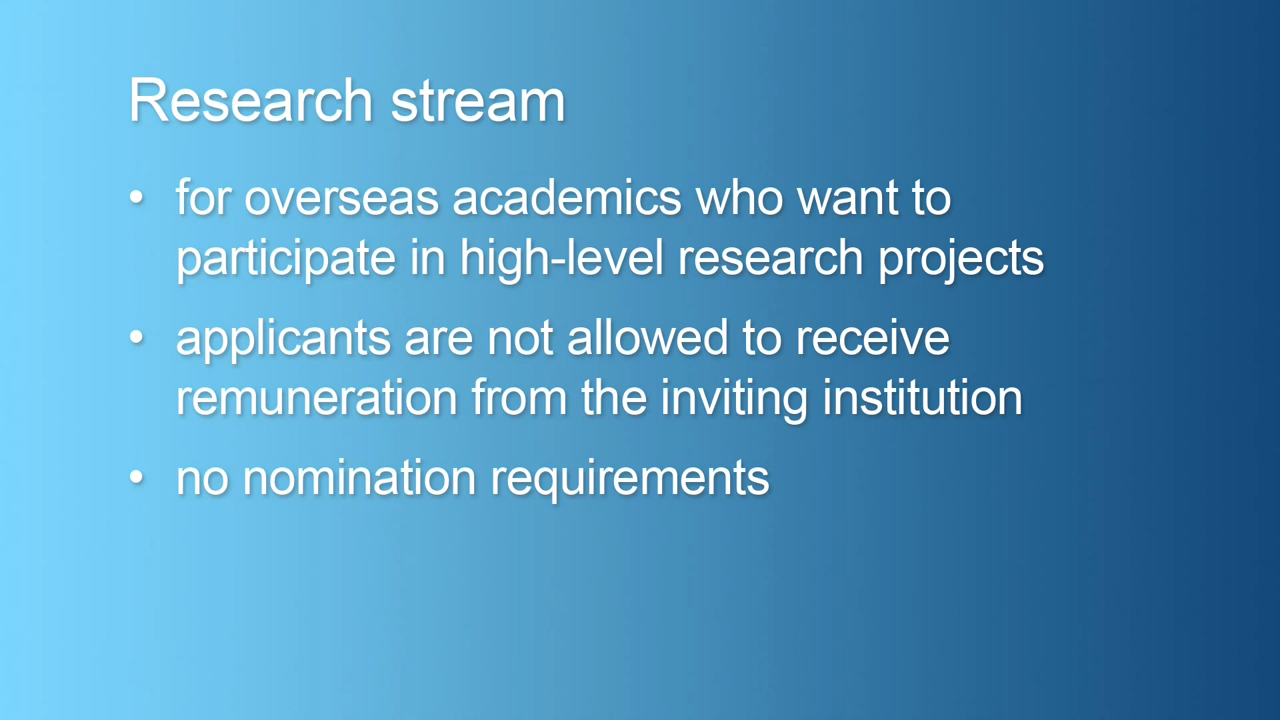 Research stream
• for overseas academics who want to
participate in high-level research projects
• applicants are not allowed to receive
remuneration from the inviting institution
• no nomination requirements